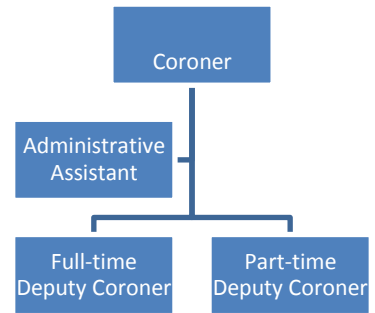 Coroner
Administrative
Assistant
Full-time
Deputy Coroner
Part-time
Deputy Coroner